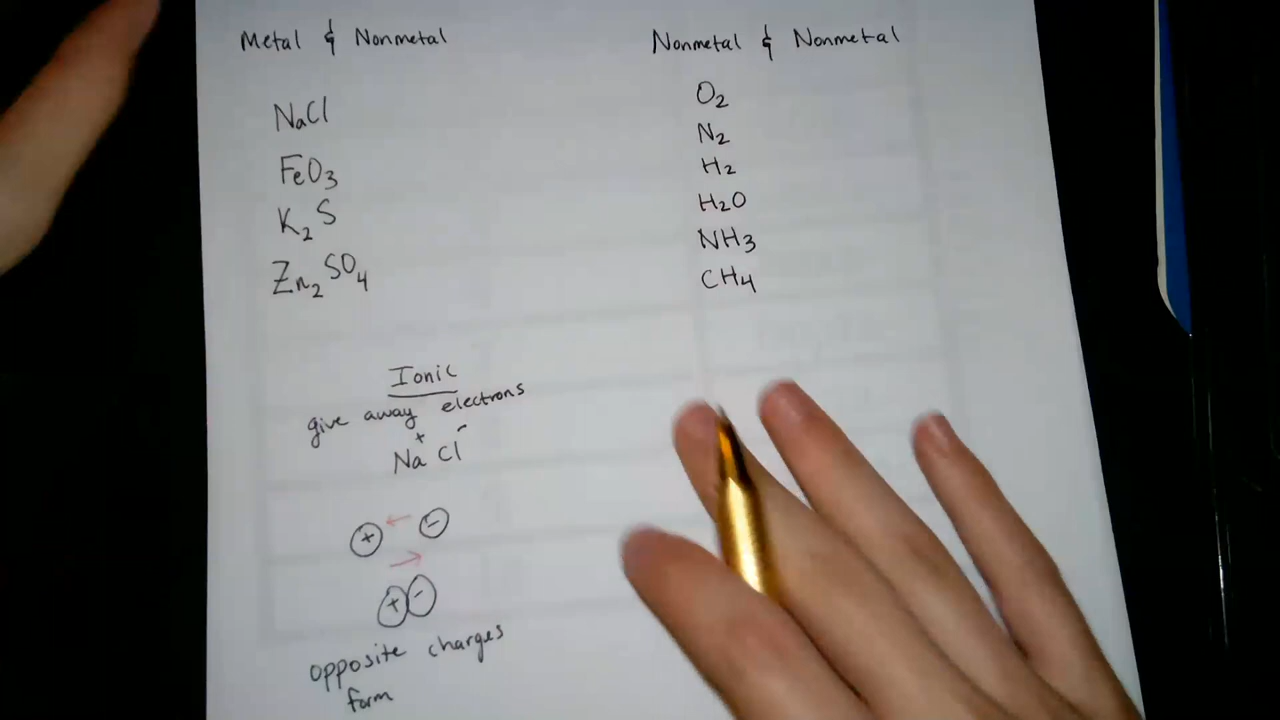 Metal & Nonmetal
NaCl
FeO3
K2S
Zn2SO4
Ionic
give away electrons
Na+ Cl-
+ -
+ -
opposite charges
form
Nonmetal & Nonmetal
O2
N2
H2
H2O
NH3
CH4